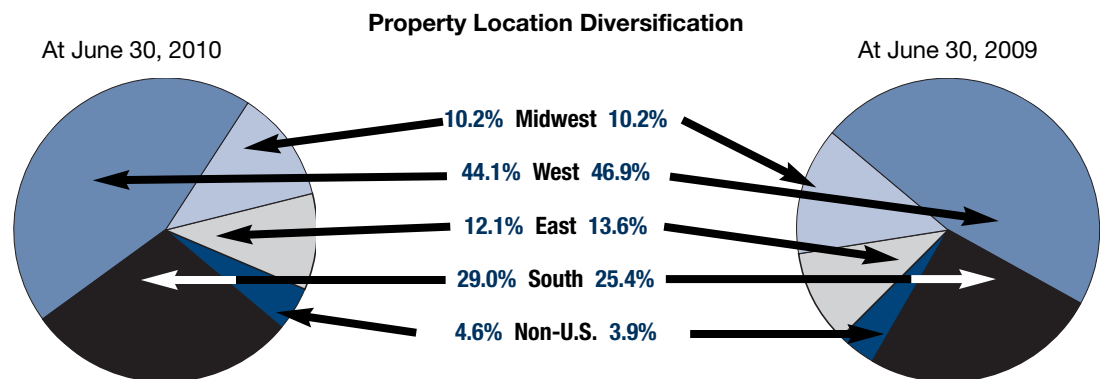 Property Location Diversification
At June 30, 2010
At June 30, 2009
10.2% Midwest 10.2%
44.1% West 46.9%
12.1% East 13.6%
29.0% South 25.4%
4.6% Non-U.S. 3.9%